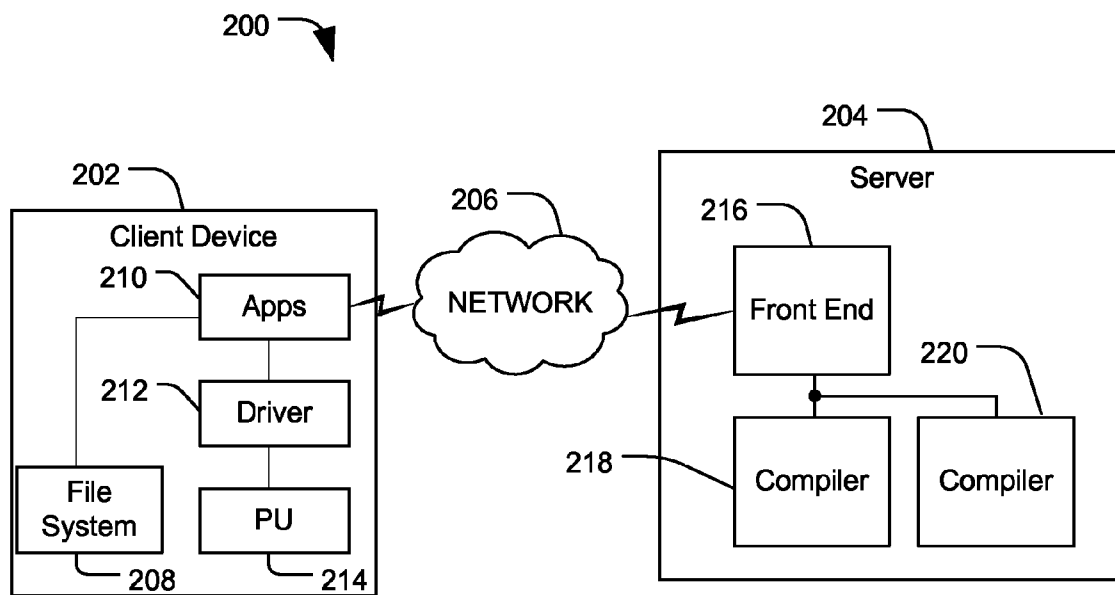 200
204
Server
202
206
216
Client Device
210
Apps
NETWORK
Front End
212
Driver
220
218
Compiler
Compiler
File
System
PU
208
214